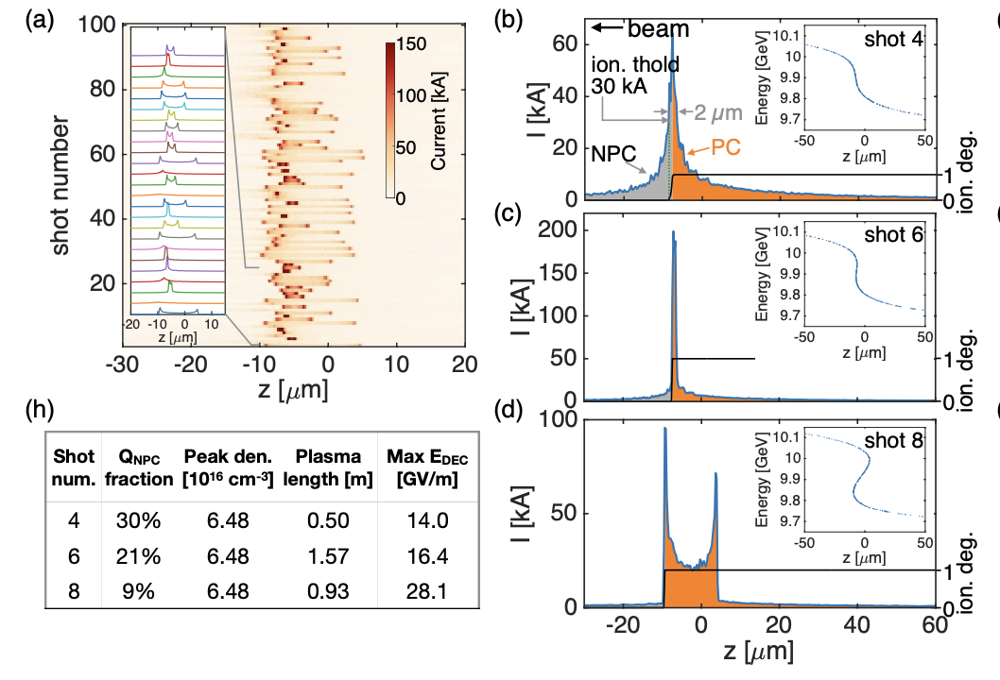 (a)
100
80
60
40
20
shot number
-30
-20
-10
0
10
20
z [μm]
-20
-10
0
10
z [μm]
150
100
50
0
Current [kA]
(b)
← beam
ion. thold
30 kA
2 μm
NPC
PC
60
40
20
0
I [kA]
shot 4
10.1
10
9.9
9.8
9.7
Energy [GeV]
-50
0
50
z [μm]
1
0
ion. deg.
(c)
200
150
100
50
0
I [kA]
shot 6
10.1
10
9.9
9.8
9.7
Energy [GeV]
-50
0
50
z [μm]
1
0
ion. deg.
(d)
100
50
0
I [kA]
shot 8
10.1
10
9.9
9.8
9.7
Energy [GeV]
-50
0
50
z [μm]
1
0
ion. deg.
-20
0
20
40
60
z [μm]
(h)
Shot num. QNPC fraction Peak den. [10¹⁶ cm⁻³] Plasma length [m] Max EDEC [GV/m]
4 30% 6.48 0.50 14.0
6 21% 6.48 1.57 16.4
8 9% 6.48 0.93 28.1